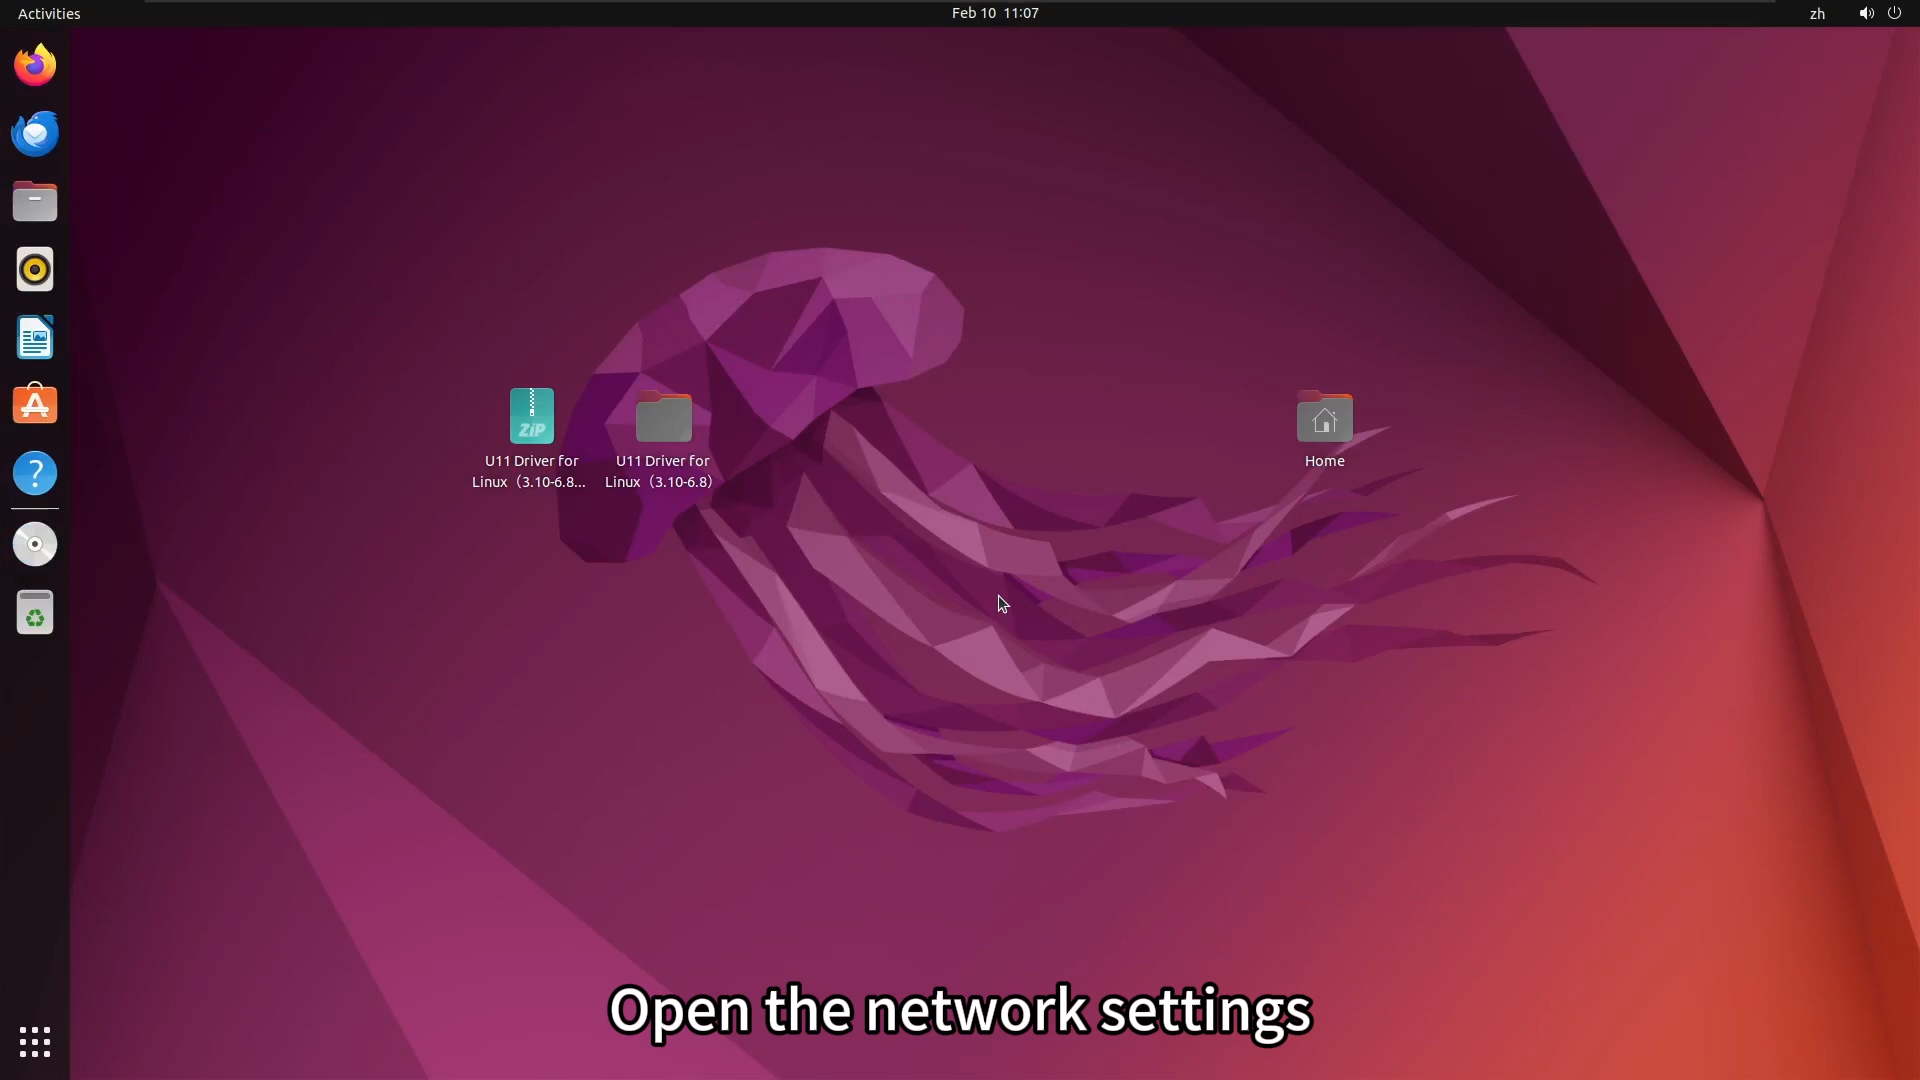 Activities
Feb 10 11:07
zh
ZIP
U11 Driver for
Linux（3.10-6.8...
U11 Driver for
Linux（3.10-6.8）
Home
Open the network settings